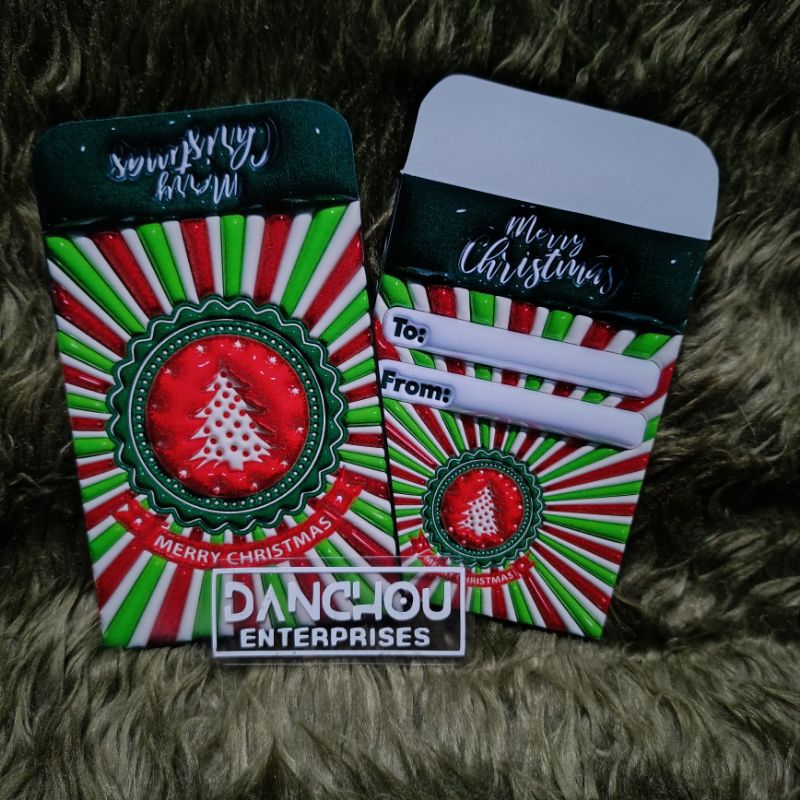 Merry
Christmas
MERRY CHRISTMAS
Merry
Christmas
To:
From:
MERRY CHRISTMAS
DANCHOU
ENTERPRISES